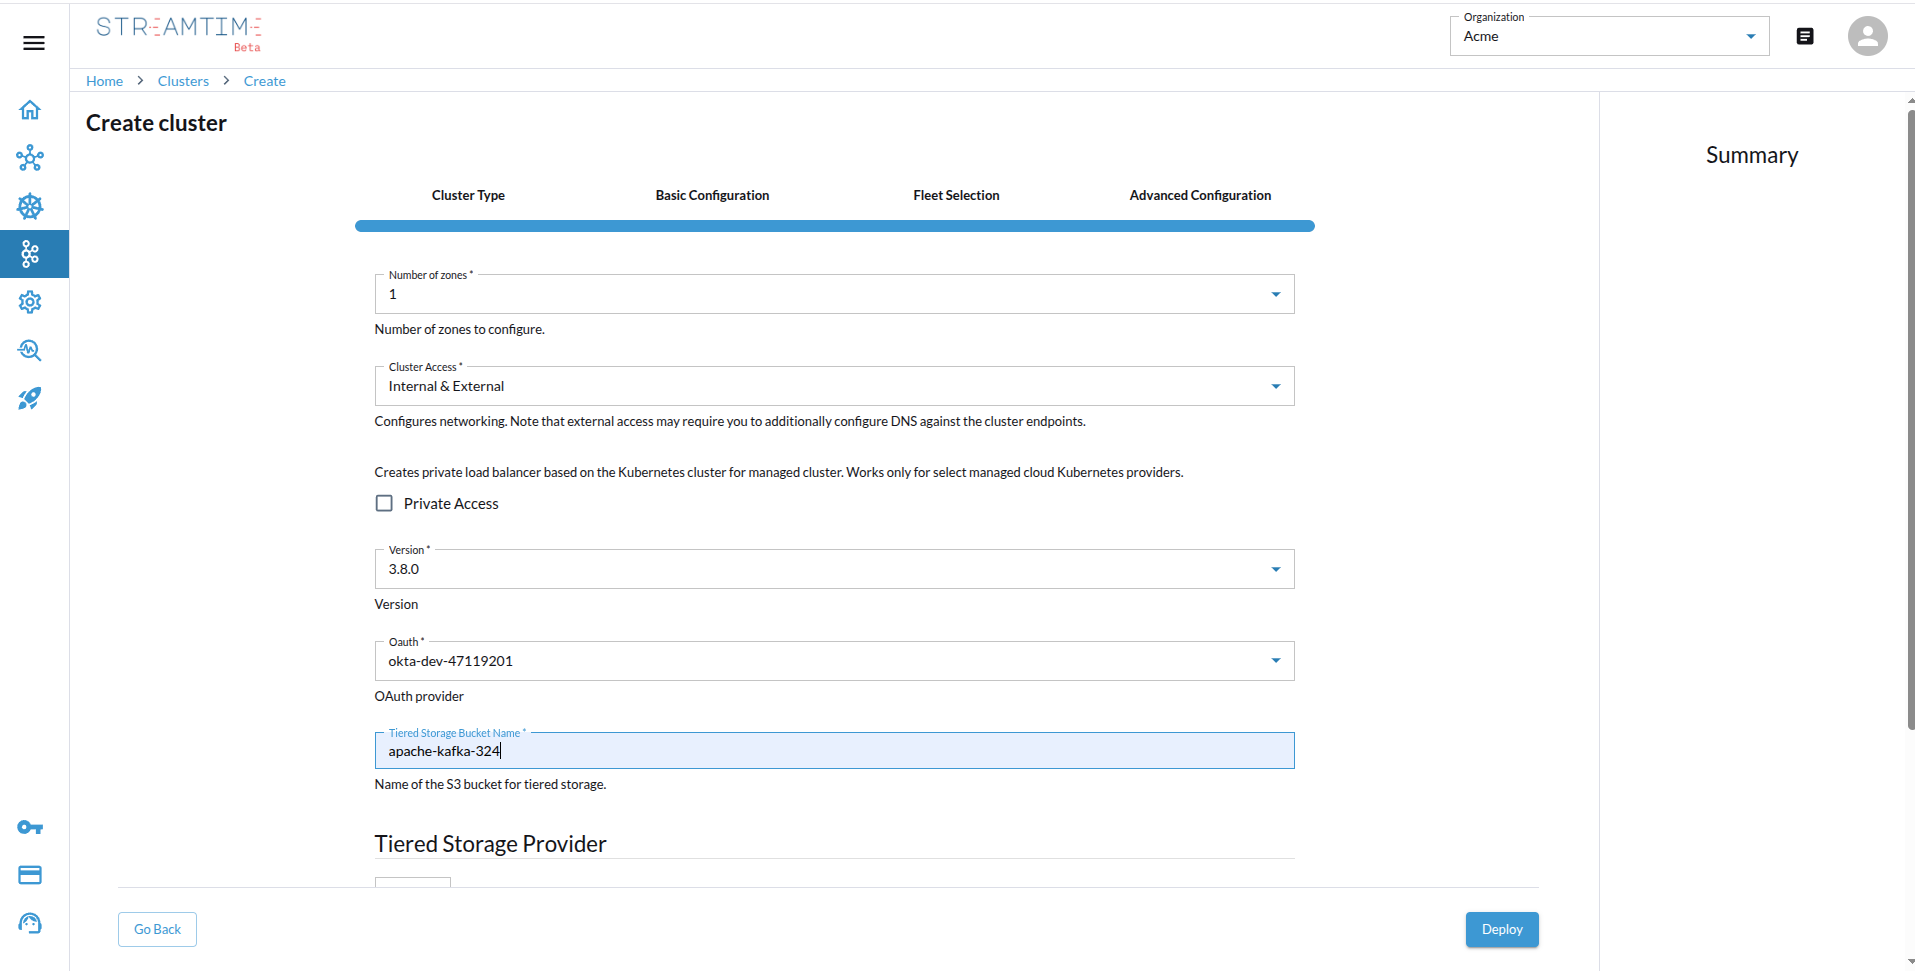 STREAMTIME
Beta
Organization
Acme
Home > Clusters > Create
Create cluster
Summary
Cluster Type Basic Configuration Fleet Selection Advanced Configuration
Number of zones *
1
Number of zones to configure.
Cluster Access *
Internal & External
Configures networking. Note that external access may require you to additionally configure DNS against the cluster endpoints.
Creates private load balancer based on the Kubernetes cluster for managed cluster. Works only for select managed cloud Kubernetes providers.
Private Access
Version *
3.8.0
Version
Oauth *
okta-dev-47119201
OAuth provider
Tiered Storage Bucket Name *
apache-kafka-324
Name of the S3 bucket for tiered storage.
Tiered Storage Provider
Go Back
Deploy